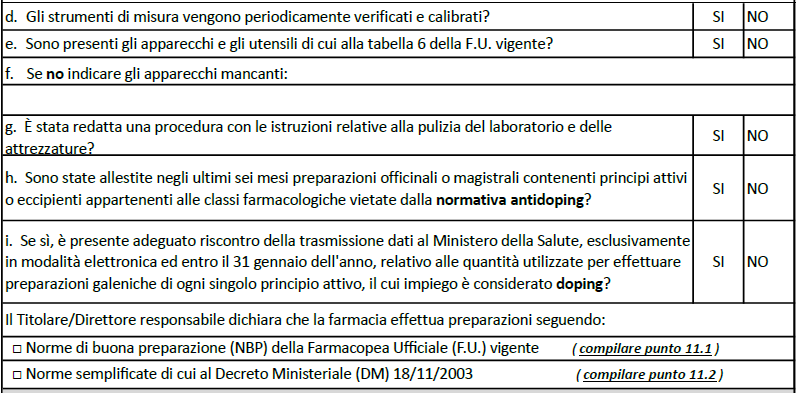 d. Gli strumenti di misura vengono periodicamente verificati e calibrati? SI NO
e. Sono presenti gli apparecchi e gli utensili di cui alla tabella 6 della F.U. vigente? SI NO
f. Se no indicare gli apparecchi mancanti:
g. È stata redatta una procedura con le istruzioni relative alla pulizia del laboratorio e delle
attrezzature? SI NO
h. Sono state allestite negli ultimi sei mesi preparazioni officinali o magistrali contenenti principi attivi
o eccipienti appartenenti alle classi farmacologiche vietate dalla normativa antidoping? SI NO
i. Se sì, è presente adeguato riscontro della trasmissione dati al Ministero della Salute, esclusivamente
in modalità elettronica ed entro il 31 gennaio dell'anno, relativo alle quantità utilizzate per effettuare
preparazioni galeniche di ogni singolo principio attivo, il cui impiego è considerato doping? SI NO
Il Titolare/Direttore responsabile dichiara che la farmacia effettua preparazioni seguendo:
□ Norme di buona preparazione (NBP) della Farmacopea Ufficiale (F.U.) vigente ( compilare punto 11.1 )
□ Norme semplificate di cui al Decreto Ministeriale (DM) 18/11/2003 ( compilare punto 11.2 )